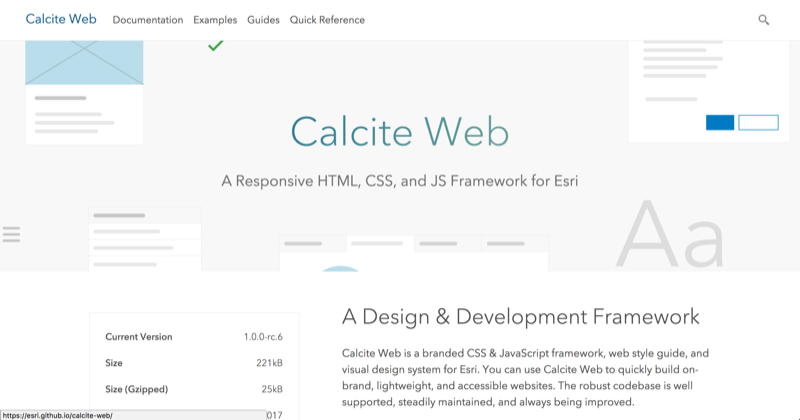 Calcite Web Documentation Examples Guides Quick Reference
Calcite Web
A Responsive HTML, CSS, and JS Framework for Esri
Aa
A Design & Development Framework
Current Version 1.0.0-rc.6
Size 221kB
Size (Gzipped) 25kB
017
Calcite Web is a branded CSS & JavaScript framework, web style guide, and
visual design system for Esri. You can use Calcite Web to quickly build on-
brand, lightweight, and accessible websites. The robust codebase is well
supported, steadily maintained, and always being improved.
https://esri.github.io/calcite-web/